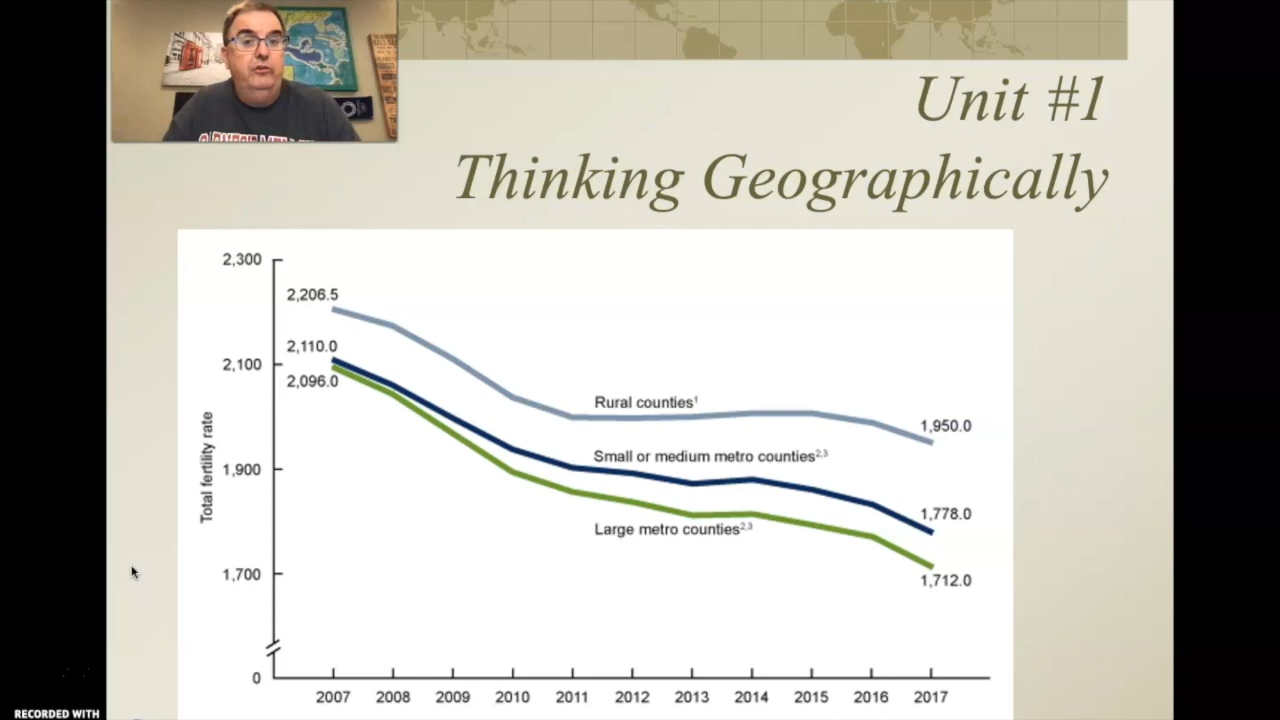 Unit #1
Thinking Geographically
2,300
2,206.5
2,110.0
2,100
2,096.0
Rural counties¹
1,950.0
Small or medium metro counties²,³
1,900
1,778.0
Large metro counties²,³
1,700
1,712.0
Total fertility rate
0
2007 2008 2009 2010 2011 2012 2013 2014 2015 2016 2017
RECORDED WITH